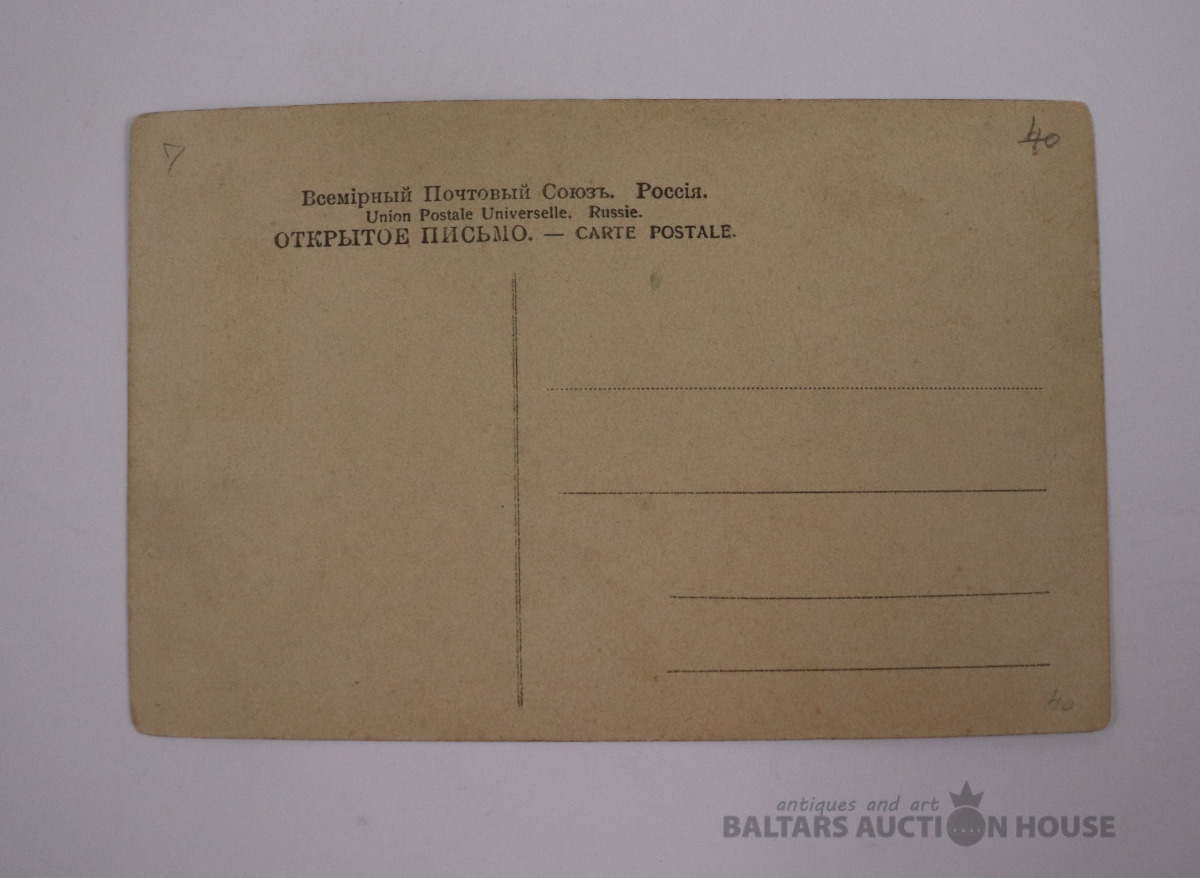 7
40
Всемірный Почтовый Союзъ. Россія.
Union Postale Universelle. Russie.
ОТКРЫТОЕ ПИСЬМО. — CARTE POSTALE.
40
antiques and art
BALTARS AUCTION HOUSE